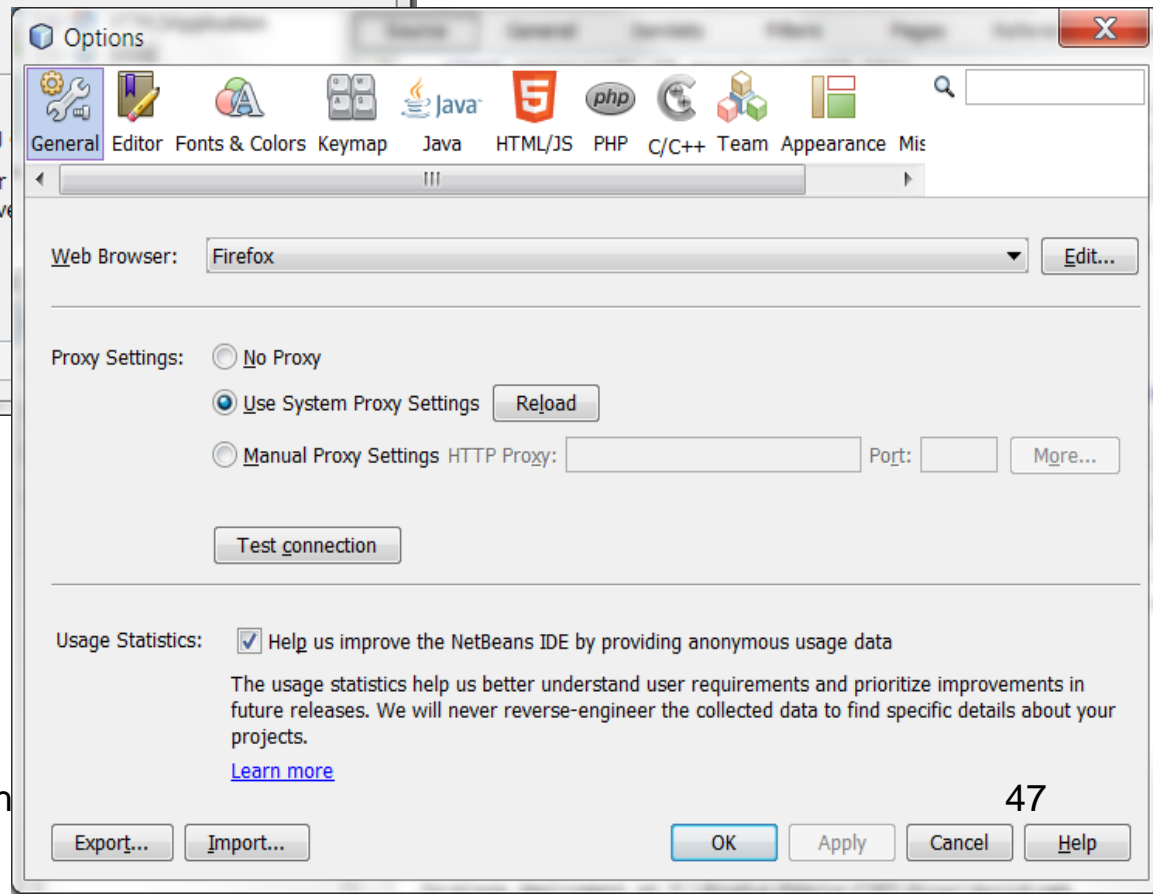 Options
X
General Editor Fonts & Colors Keymap Java HTML/JS PHP C/C++ Team Appearance Mis
Java
5
php
Web Browser: Firefox Edit...
Proxy Settings: No Proxy
Use System Proxy Settings Reload
Manual Proxy Settings HTTP Proxy: Port: More...
Test connection
Usage Statistics: Help us improve the NetBeans IDE by providing anonymous usage data
The usage statistics help us better understand user requirements and prioritize improvements in
future releases. We will never reverse-engineer the collected data to find specific details about your
projects.
Learn more
47
Export... Import... OK Apply Cancel Help